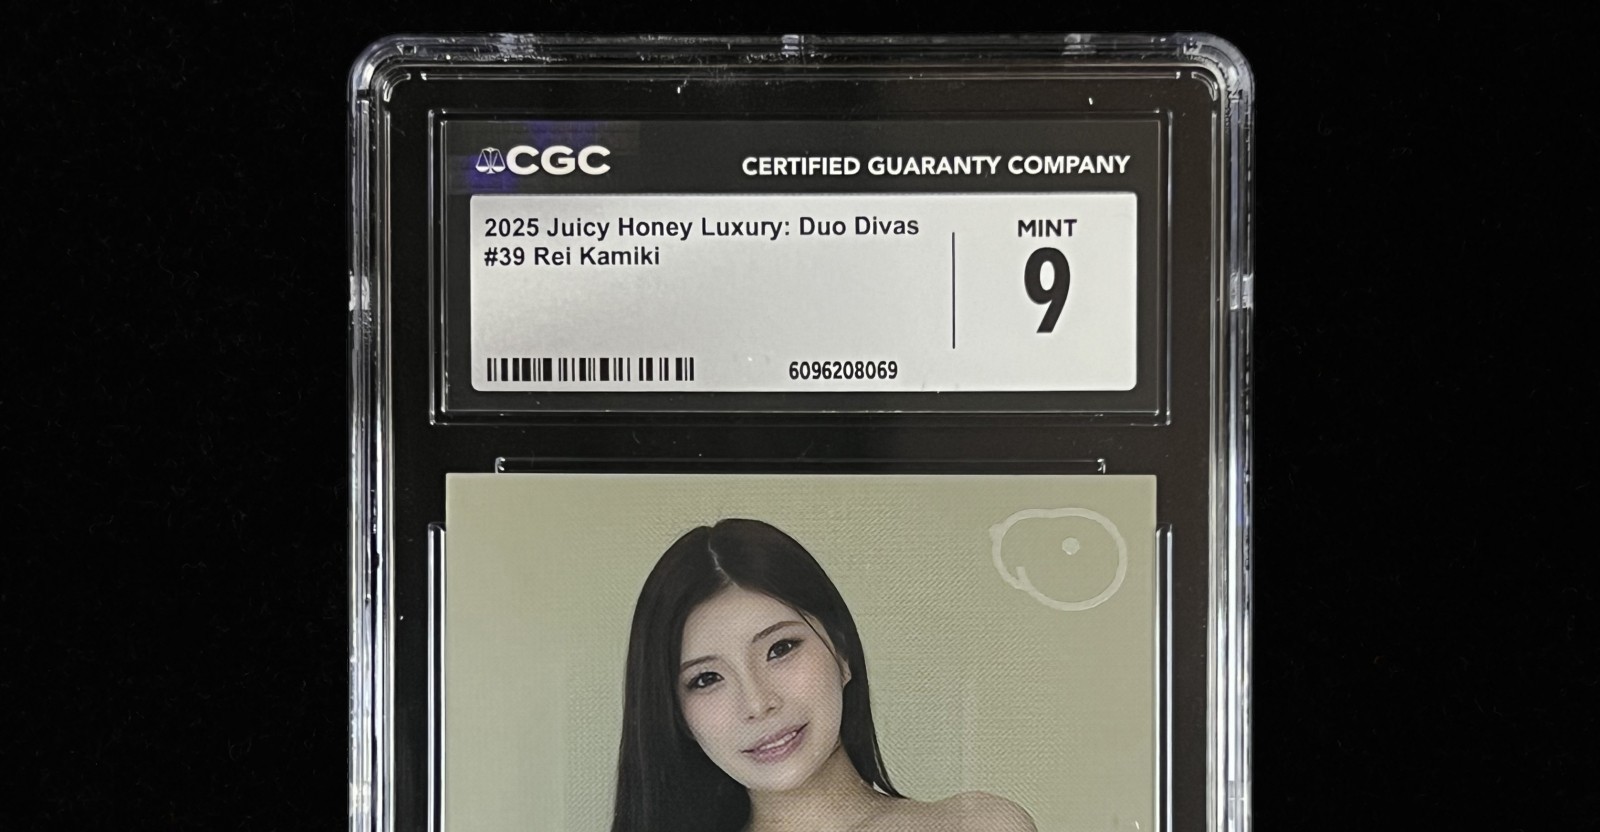 CGC
CERTIFIED GUARANTY COMPANY
2025 Juicy Honey Luxury: Duo Divas
#39 Rei Kamiki
MINT
9
6096208069